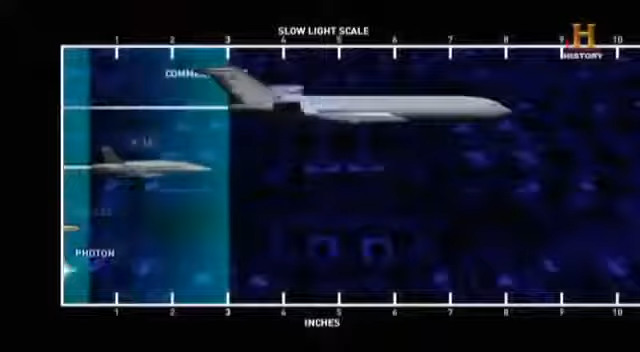 SLOW LIGHT SCALE
1 2 3 4 5 6 7 8 9 10
H
HISTORY
PHOTON
1 2 3 4 5 6 7 8 9 10
INCHES